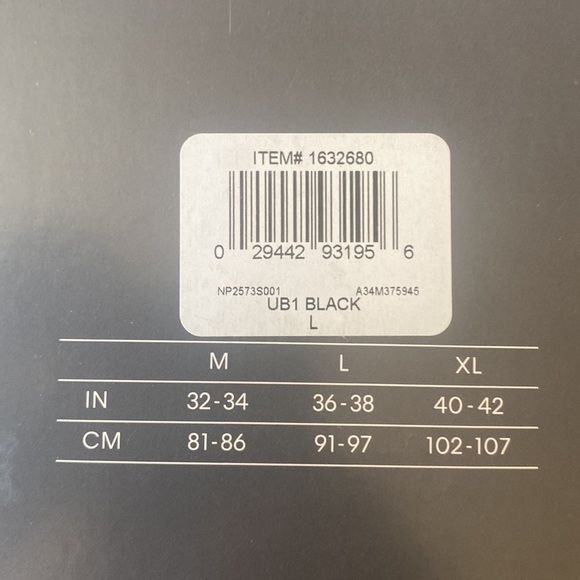 ITEM# 1632680
0 29442 93195 6
NP2573S001 A34M375945
UB1 BLACK
L
M L XL
IN 32-34 36-38 40-42
CM 81-86 91-97 102-107